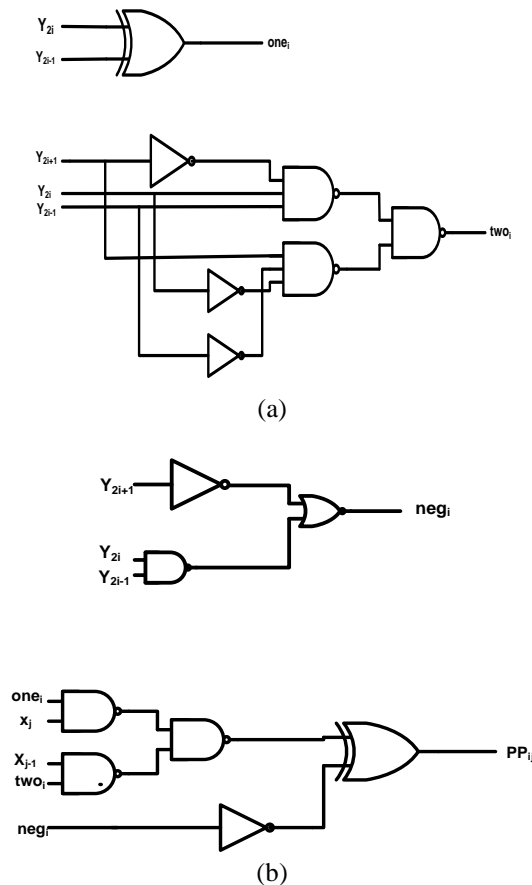 Y₂ᵢ
Y₂ᵢ₋₁
oneᵢ
Y₂ᵢ₊₁
Y₂ᵢ
Y₂ᵢ₋₁
twoᵢ
(a)
Y₂ᵢ₊₁
Y₂ᵢ
Y₂ᵢ₋₁
negᵢ
oneᵢ
xⱼ
Xⱼ₋₁
twoᵢ
negᵢ
PPᵢⱼ
(b)